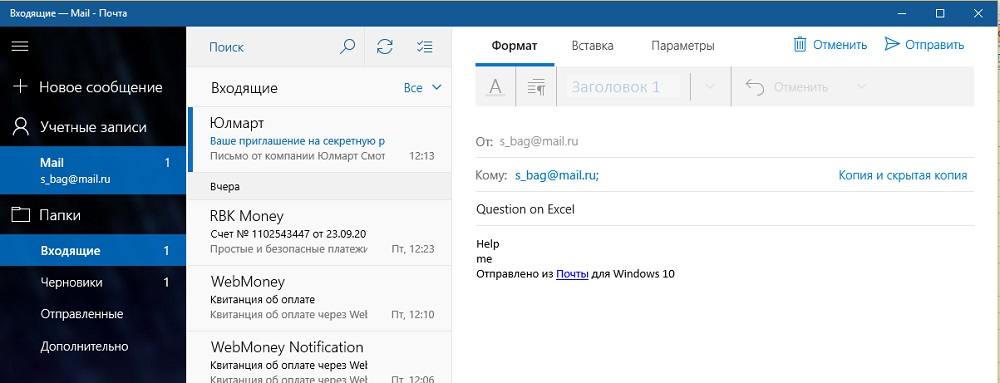 Входящие — Mail - Почта
Новое сообщение
Учетные записи
Mail 1
s_bag@mail.ru
Папки
Входящие 1
Черновики 1
Отправленные
Дополнительно
Поиск
Входящие Все
Юлмарт
Ваше приглашение на секретную р
Письмо от компании Юлмарт Смот 12:13
Вчера
RBK Money
Счет № 1102543447 от 23.09.20
Простые и безопасные платежи Пт, 12:23
WebMoney
Квитанция об оплате
Квитанция об оплате через Web Пт, 12:10
WebMoney Notification
Квитанция об оплате через Web
Квитанция об оплате через Web Пт, 12:06
Формат Вставка Параметры Отменить Отправить
A Заголовок 1 Отменить
От: s_bag@mail.ru
Кому: s_bag@mail.ru; Копия и скрытая копия
Question on Excel
Help
me
Отправлено из Почты для Windows 10